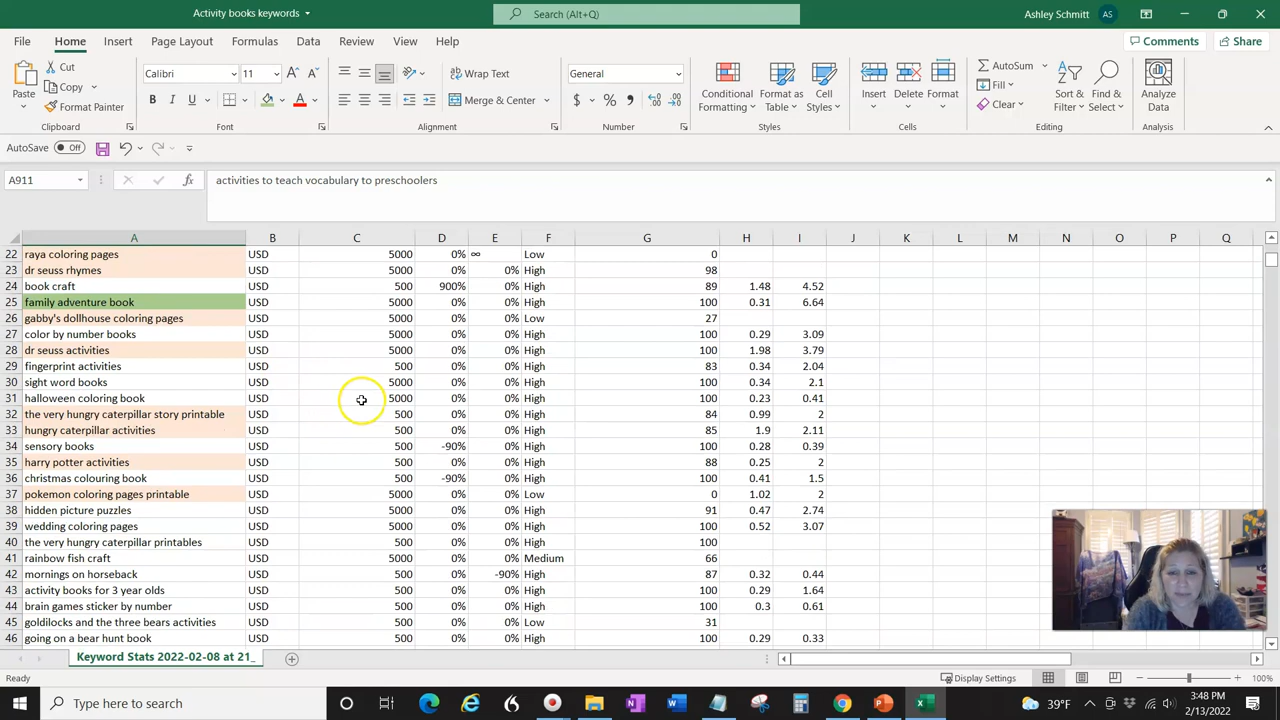 Activity books keywords
Search (Alt+Q)
Ashley Schmitt AS
File Home Insert Page Layout Formulas Data Review View Help Comments Share
Paste Cut Copy Format Painter
Calibri 11
B I U
Wrap Text
Merge & Center
General
$ % ,
Conditional Formatting
Format as Table
Cell Styles
Insert Delete Format
AutoSum
Fill
Clear
Sort & Filter
Find & Select
Analyze Data
Clipboard Font Alignment Number Styles Cells Editing Analysis
AutoSave Off
A911 fx activities to teach vocabulary to preschoolers
A B C D E F G H I J K L M N O P Q
22 raya coloring pages USD 5000 0% ∞ Low 0
23 dr seuss rhymes USD 5000 0% 0% High 98
24 book craft USD 500 900% 0% High 89 1.48 4.52
25 family adventure book USD 5000 0% 0% High 100 0.31 6.64
26 gabby's dollhouse coloring pages USD 5000 0% 0% Low 27
27 color by number books USD 5000 0% 0% High 100 0.29 3.09
28 dr seuss activities USD 5000 0% 0% High 100 1.98 3.79
29 fingerprint activities USD 500 0% 0% High 83 0.34 2.04
30 sight word books USD 5000 0% 0% High 100 0.34 2.1
31 halloween coloring book USD 5000 0% 0% High 100 0.23 0.41
32 the very hungry caterpillar story printable USD 500 0% 0% High 84 0.99 2
33 hungry caterpillar activities USD 500 0% 0% High 85 1.9 2.11
34 sensory books USD 500 -90% 0% High 100 0.28 0.39
35 harry potter activities USD 500 0% 0% High 88 0.25 2
36 christmas colouring book USD 500 -90% 0% High 100 0.41 1.5
37 pokemon coloring pages printable USD 5000 0% 0% Low 0 1.02 2
38 hidden picture puzzles USD 500 0% 0% High 91 0.47 2.74
39 wedding coloring pages USD 500 0% 0% High 100 0.52 3.07
40 the very hungry caterpillar printables USD 500 0% 0% High 100
41 rainbow fish craft USD 5000 0% 0% Medium 66
42 mornings on horseback USD 500 0% -90% High 87 0.32 0.44
43 activity books for 3 year olds USD 500 0% 0% High 100 0.29 1.64
44 brain games sticker by number USD 500 0% 0% High 100 0.3 0.61
45 goldilocks and the three bears activities USD 500 0% 0% Low 31
46 going on a bear hunt book USD 500 0% 0% High 100 0.29 0.33
Keyword Stats 2022-02-08 at 21_
Ready Display Settings
Type here to search
39°F
3:48 PM
2/13/2022